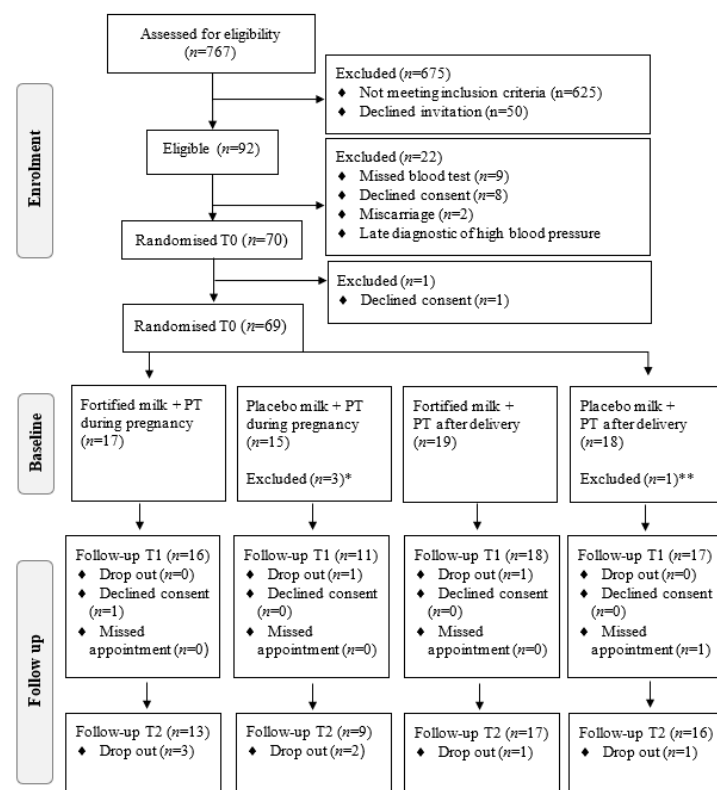 Assessed for eligibility
(n=767)
Excluded (n=675)
♦ Not meeting inclusion criteria (n=625)
♦ Declined invitation (n=50)
Enrolment
Eligible (n=92)
Excluded (n=22)
♦ Missed blood test (n=9)
♦ Declined consent (n=8)
♦ Miscarriage (n=2)
♦ Late diagnostic of high blood pressure
Randomised T0 (n=70)
Excluded (n=1)
♦ Declined consent (n=1)
Randomised T0 (n=69)
Baseline
Fortified milk + PT
during pregnancy
(n=17)
Placebo milk + PT
during pregnancy
(n=15)
Excluded (n=3)*
Fortified milk +
PT after delivery
(n=19)
Placebo milk +
PT after delivery
(n=18)
Excluded (n=1)**
Follow up
Follow-up T1 (n=16)
♦ Drop out (n=0)
♦ Declined consent
(n=1)
♦ Missed
appointment (n=0)
Follow-up T1 (n=11)
♦ Drop out (n=1)
♦ Declined consent
(n=0)
♦ Missed
appointment (n=0)
Follow-up T1 (n=18)
♦ Drop out (n=1)
♦ Declined consent
(n=0)
♦ Missed
appointment (n=0)
Follow-up T1 (n=17)
♦ Drop out (n=0)
♦ Declined consent
(n=0)
♦ Missed
appointment (n=1)
Follow-up T2 (n=13)
♦ Drop out (n=3)
Follow-up T2 (n=9)
♦ Drop out (n=2)
Follow-up T2 (n=17)
♦ Drop out (n=1)
Follow-up T2 (n=16)
♦ Drop out (n=1)